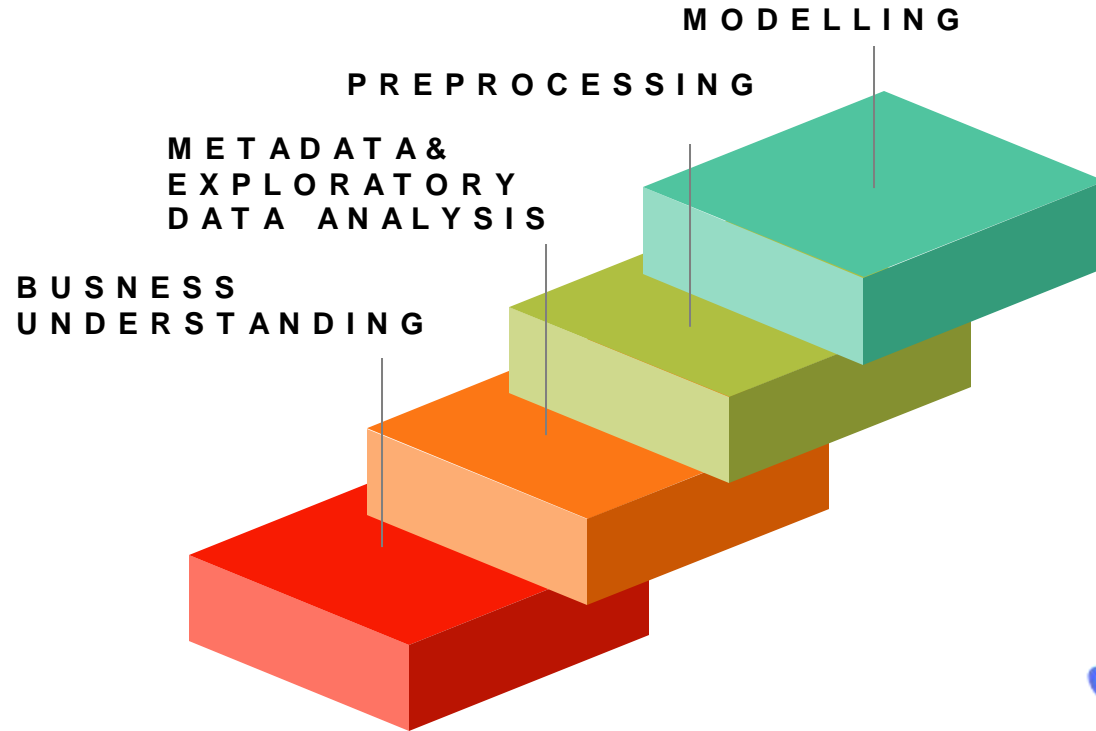 MODELLING
PREPROCESSING
METADATA&
EXPLORATORY
DATA ANALYSIS
BUSNESS
UNDERSTANDING